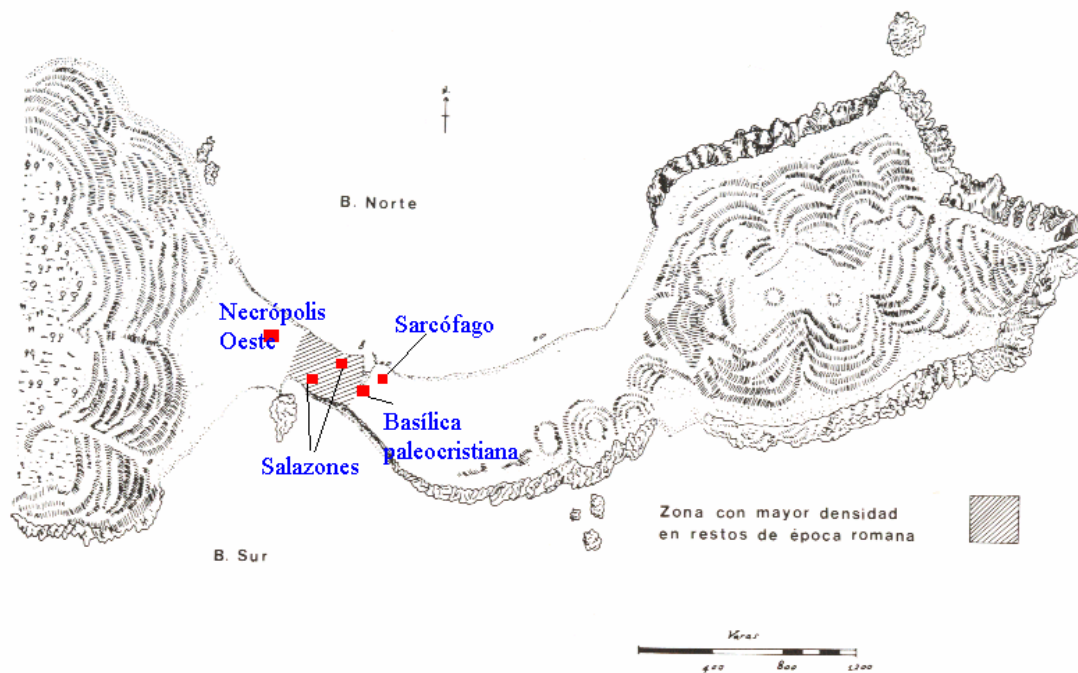 N.
B. Norte
Necrópolis
Oeste
Sarcófago
Basílica
paleocristiana
Salazones
B. Sur
Zona con mayor densidad
en restos de época romana
Varas
400 800 1200